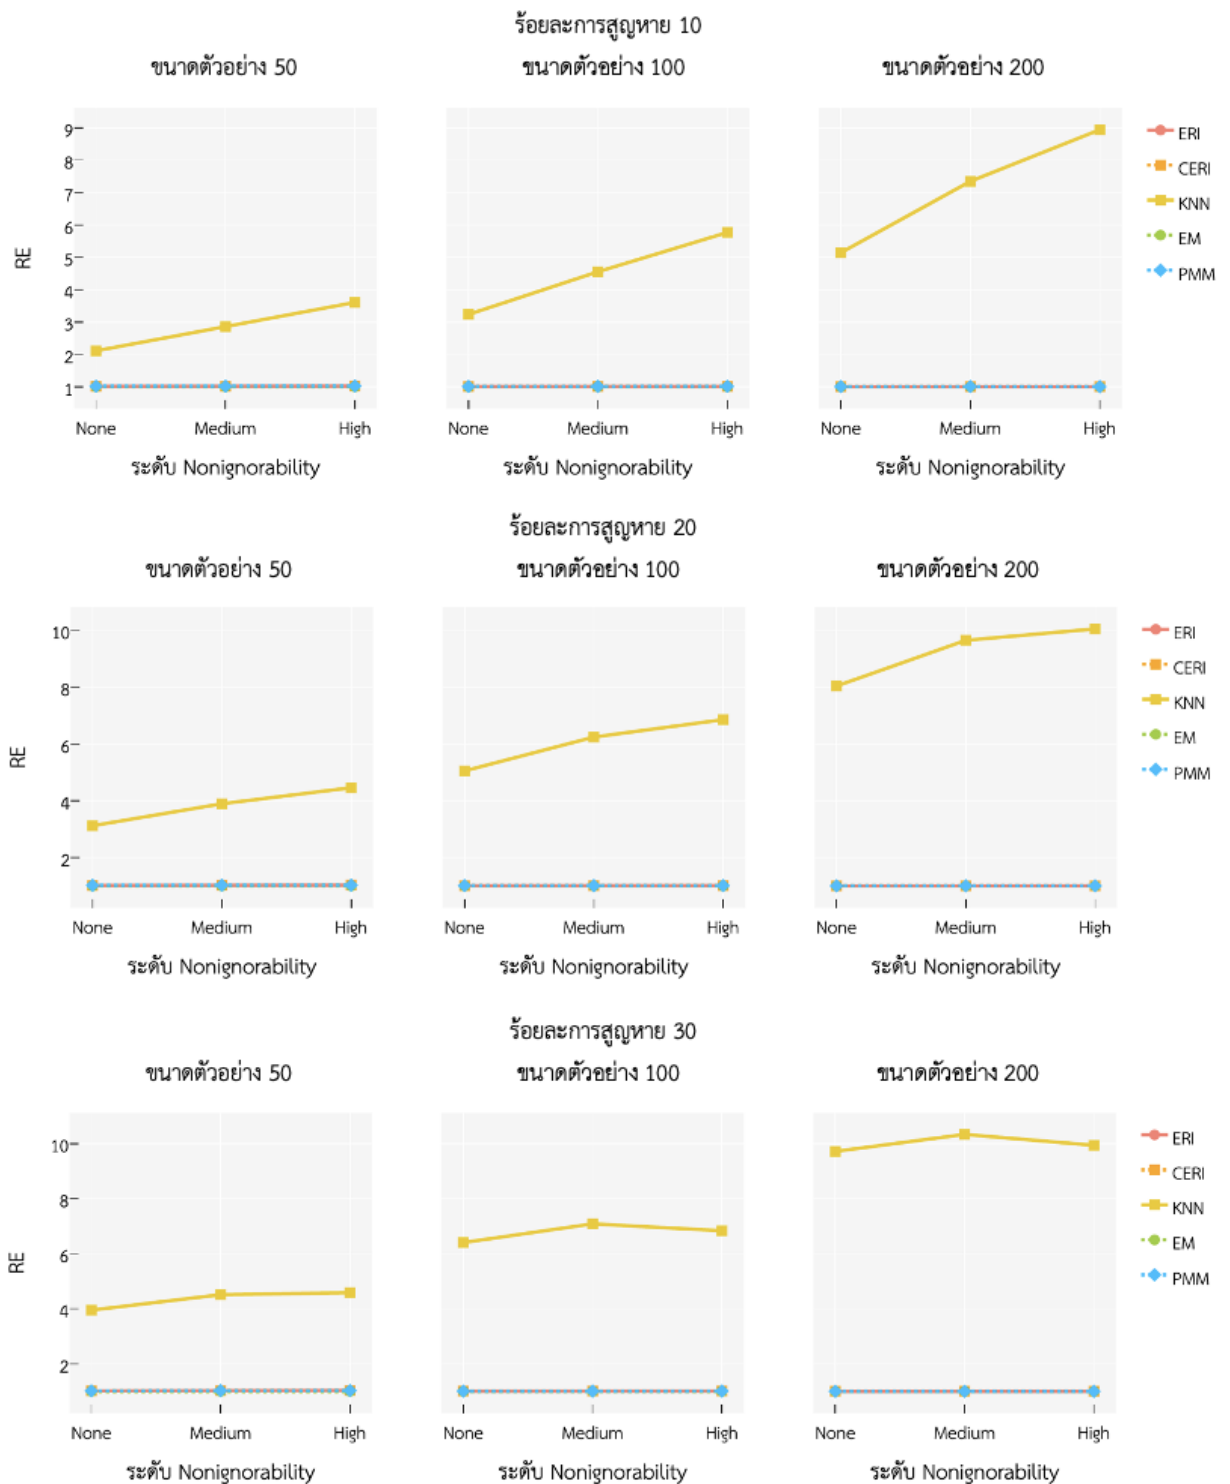 ร้อยละการสูญหาย 10
ขนาดตัวอย่าง 50 ขนาดตัวอย่าง 100 ขนาดตัวอย่าง 200
9
8
7
6
5
4
3
2
1
RE
None Medium High None Medium High None Medium High
ระดับ Nonignorability ระดับ Nonignorability ระดับ Nonignorability
ERI
CERI
KNN
EM
PMM
ร้อยละการสูญหาย 20
ขนาดตัวอย่าง 50 ขนาดตัวอย่าง 100 ขนาดตัวอย่าง 200
10
8
6
4
2
RE
None Medium High None Medium High None Medium High
ระดับ Nonignorability ระดับ Nonignorability ระดับ Nonignorability
ERI
CERI
KNN
EM
PMM
ร้อยละการสูญหาย 30
ขนาดตัวอย่าง 50 ขนาดตัวอย่าง 100 ขนาดตัวอย่าง 200
10
8
6
4
2
RE
None Medium High None Medium High None Medium High
ระดับ Nonignorability ระดับ Nonignorability ระดับ Nonignorability
ERI
CERI
KNN
EM
PMM